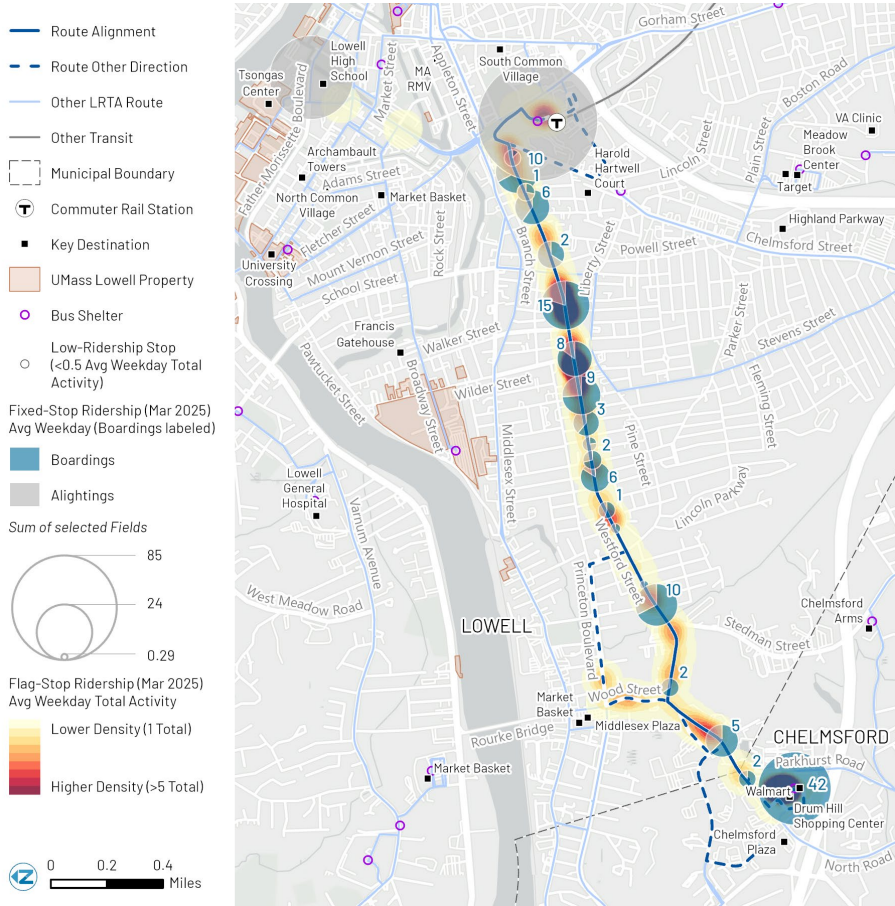 Route Alignment
Route Other Direction
Other LRTA Route
Other Transit
Municipal Boundary
T
Commuter Rail Station
Key Destination
UMass Lowell Property
Bus Shelter
Low-Ridership Stop
(<0.5 Avg Weekday Total
Activity)
Fixed-Stop Ridership (Mar 2025)
Avg Weekday (Boardings labeled)
Boardings
Alightings
Sum of selected Fields
85
24
0.29
Flag-Stop Ridership (Mar 2025)
Avg Weekday Total Activity
Lower Density (1 Total)
Higher Density (>5 Total)
N
0 0.2 0.4
Miles
Gorham Street
Lowell
High
School
Tsongas
Center
Market Street
MA
RMV
Appleton Street
South Common
Village
T
Boston Road
VA Clinic
Meadow
Brook
Center
Target
Plain Street
Lincoln Street
Father Morissette Boulevard
Archambault
Towers
Adams Street
North Common
Village
Market Basket
Harold
Hartwell
Court
Highland Parkway
Chelmsford Street
Fletcher Street
University
Crossing
Mount Vernon Street
School Street
Rock Street
Branch Street
Liberty Street
Powell Street
Parker Street
Stevens Street
Francis
Gatehouse
Walker Street
Pawtucket Street
Broadway Street
Wilder Street
Fleming Street
Middlesex Street
Pine Street
Lincoln Parkway
Lowell
General
Hospital
Varnum Avenue
Westford Street
West Meadow Road
Princeton Boulevard
LOWELL
Stedman Street
Chelmsford
Arms
Wood Street
Market
Basket
Middlesex Plaza
Rourke Bridge
CHELMSFORD
Parkhurst Road
Market Basket
Walmart
Drum Hill
Shopping Center
Chelmsford
Plaza
North Road
10
1
6
2
15
8
9
3
2
6
1
10
2
5
2
42